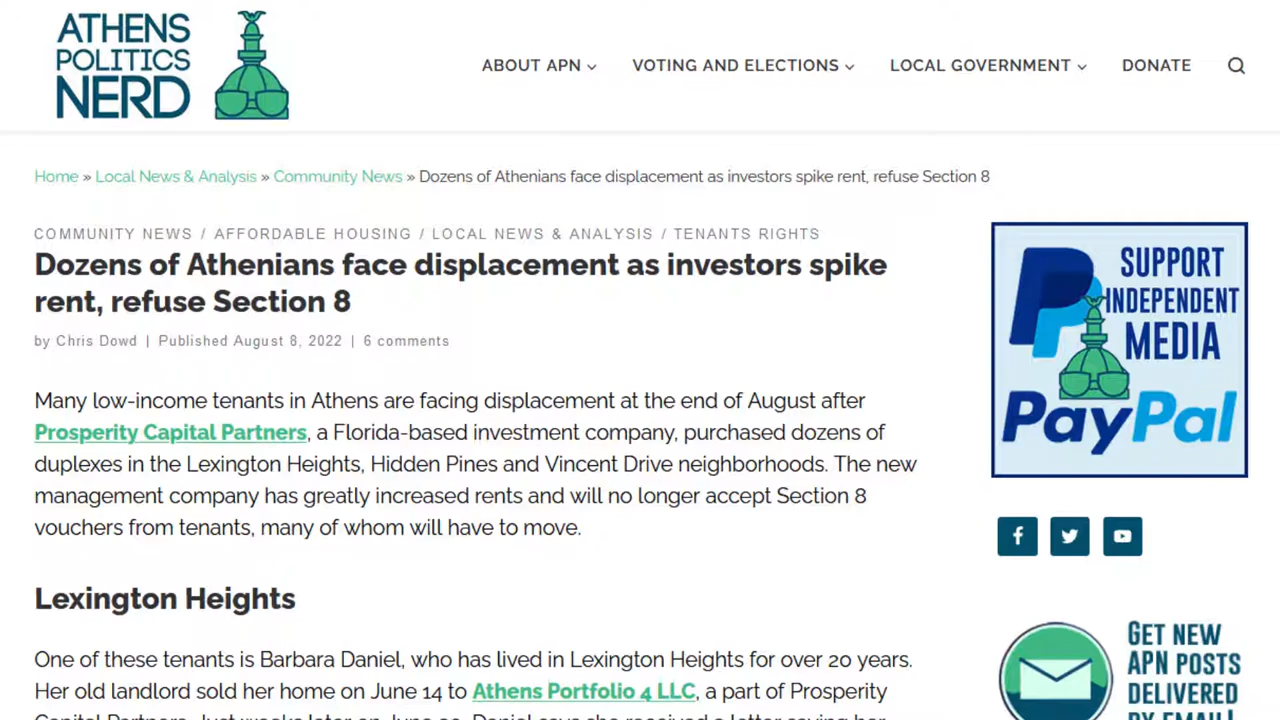 ATHENS
POLITICS
NERD
ABOUT APN
VOTING AND ELECTIONS
LOCAL GOVERNMENT
DONATE
Home » Local News & Analysis » Community News » Dozens of Athenians face displacement as investors spike rent, refuse Section 8
COMMUNITY NEWS / AFFORDABLE HOUSING / LOCAL NEWS & ANALYSIS / TENANTS RIGHTS
Dozens of Athenians face displacement as investors spike
rent, refuse Section 8
by Chris Dowd | Published August 8, 2022 | 6 comments
Many low-income tenants in Athens are facing displacement at the end of August after
Prosperity Capital Partners, a Florida-based investment company, purchased dozens of
duplexes in the Lexington Heights, Hidden Pines and Vincent Drive neighborhoods. The new
management company has greatly increased rents and will no longer accept Section 8
vouchers from tenants, many of whom will have to move.
Lexington Heights
One of these tenants is Barbara Daniel, who has lived in Lexington Heights for over 20 years.
Her old landlord sold her home on June 14 to Athens Portfolio 4 LLC, a part of Prosperity
SUPPORT
INDEPENDENT
MEDIA
PayPal
GET NEW
APN POSTS
DELIVERED
BY EMAIL!